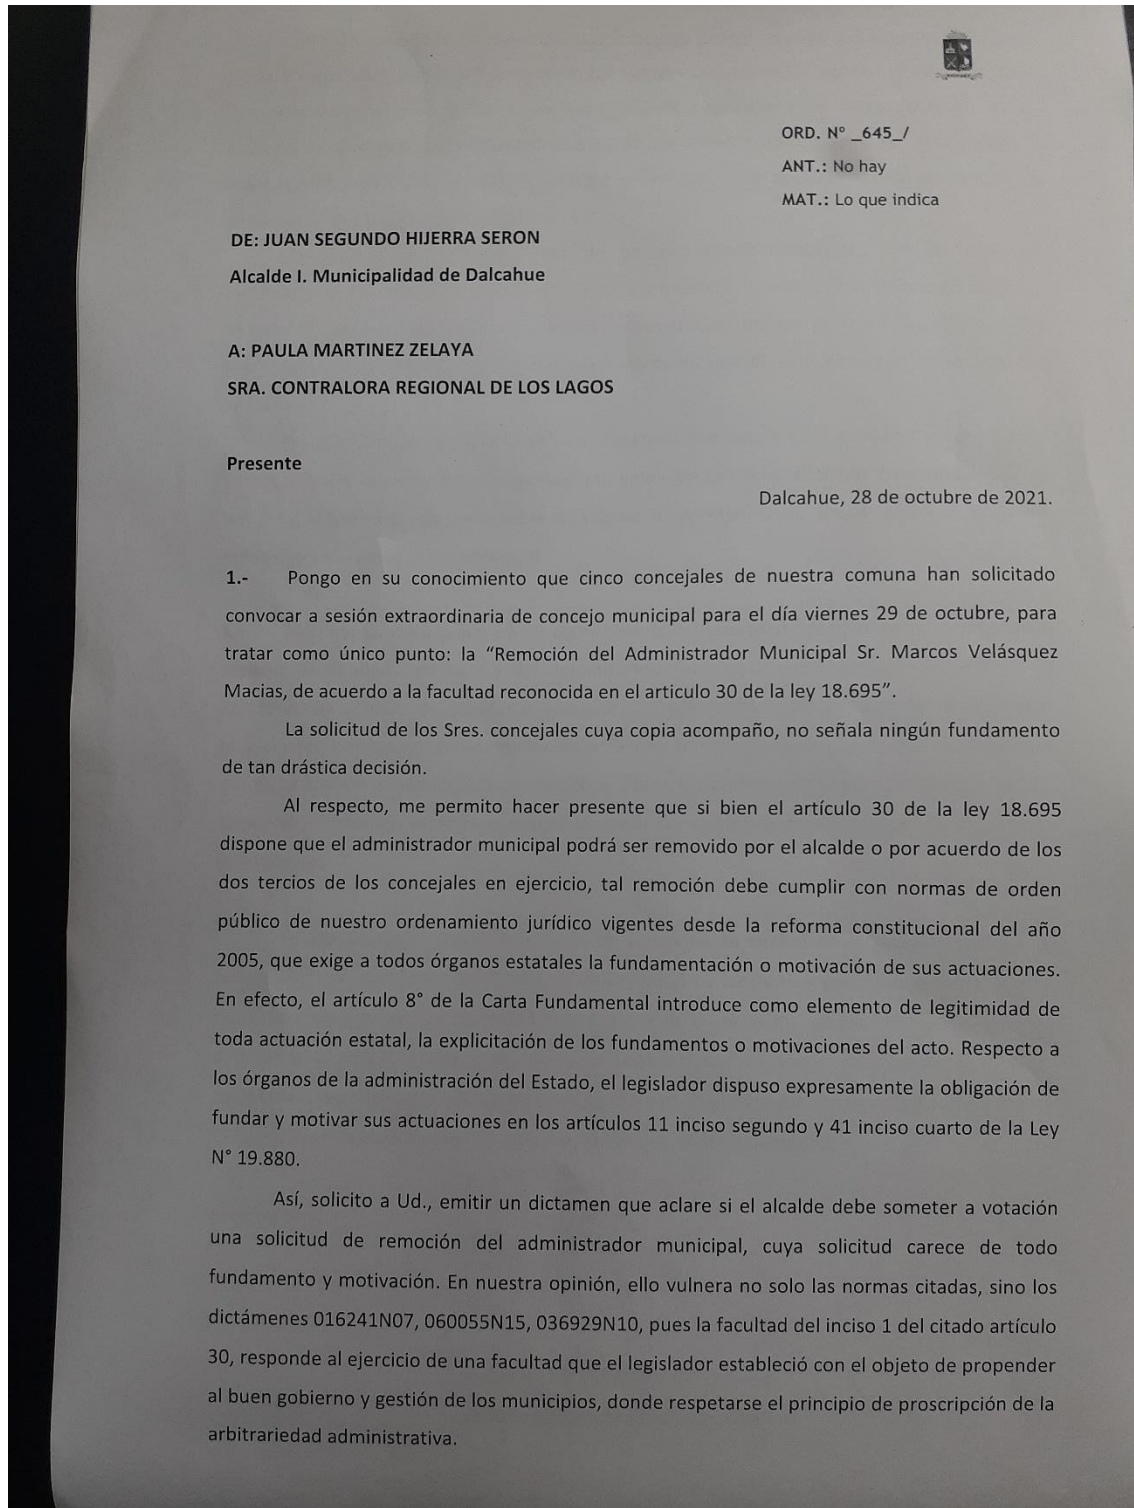 ORD. N° _645_/
ANT.: No hay
MAT.: Lo que indica
DE: JUAN SEGUNDO HIJERRA SERON
Alcalde I. Municipalidad de Dalcahue
A: PAULA MARTINEZ ZELAYA
SRA. CONTRALORA REGIONAL DE LOS LAGOS
Presente
Dalcahue, 28 de octubre de 2021.
1.- Pongo en su conocimiento que cinco concejales de nuestra comuna han solicitado
convocar a sesión extraordinaria de concejo municipal para el día viernes 29 de octubre, para
tratar como único punto: la “Remoción del Administrador Municipal Sr. Marcos Velásquez
Macias, de acuerdo a la facultad reconocida en el articulo 30 de la ley 18.695”.
La solicitud de los Sres. concejales cuya copia acompaño, no señala ningún fundamento
de tan drástica decisión.
Al respecto, me permito hacer presente que si bien el artículo 30 de la ley 18.695
dispone que el administrador municipal podrá ser removido por el alcalde o por acuerdo de los
dos tercios de los concejales en ejercicio, tal remoción debe cumplir con normas de orden
público de nuestro ordenamiento jurídico vigentes desde la reforma constitucional del año
2005, que exige a todos órganos estatales la fundamentación o motivación de sus actuaciones.
En efecto, el artículo 8° de la Carta Fundamental introduce como elemento de legitimidad de
toda actuación estatal, la explicitación de los fundamentos o motivaciones del acto. Respecto a
los órganos de la administración del Estado, el legislador dispuso expresamente la obligación de
fundar y motivar sus actuaciones en los artículos 11 inciso segundo y 41 inciso cuarto de la Ley
N° 19.880.
Así, solicito a Ud., emitir un dictamen que aclare si el alcalde debe someter a votación
una solicitud de remoción del administrador municipal, cuya solicitud carece de todo
fundamento y motivación. En nuestra opinión, ello vulnera no solo las normas citadas, sino los
dictámenes 016241N07, 060055N15, 036929N10, pues la facultad del inciso 1 del citado artículo
30, responde al ejercicio de una facultad que el legislador estableció con el objeto de propender
al buen gobierno y gestión de los municipios, donde respetarse el principio de proscripción de la
arbitrariedad administrativa.